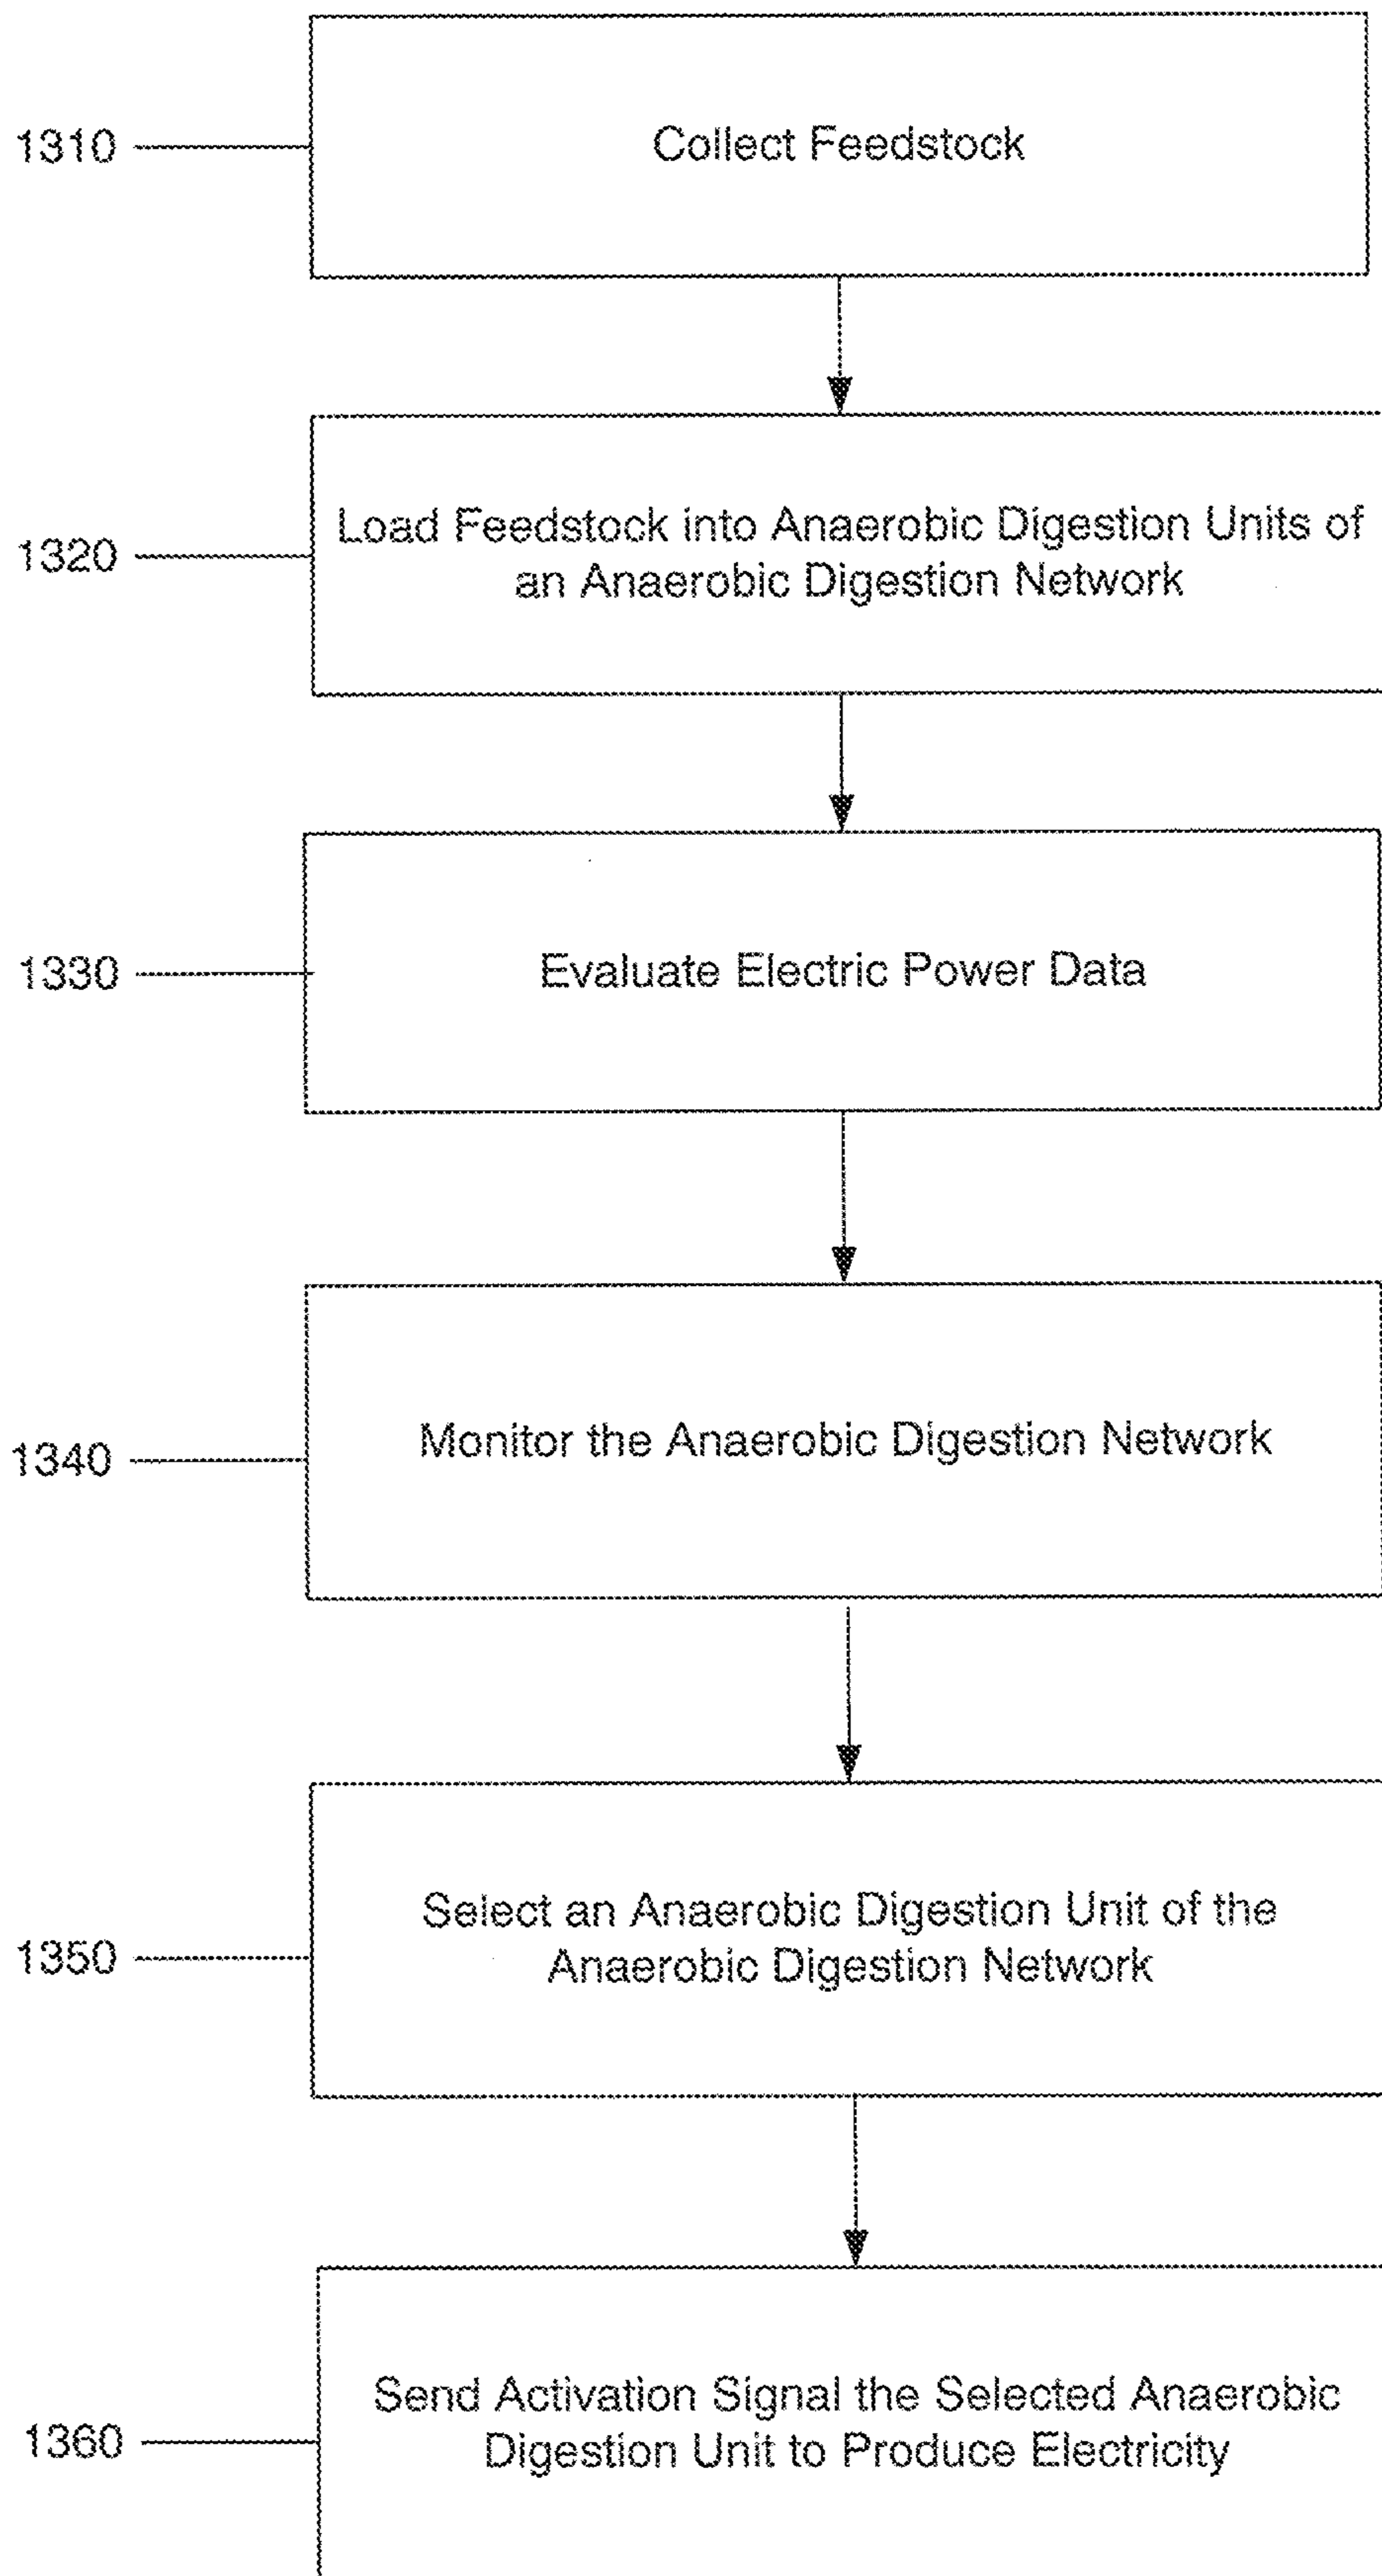 1310
Collect Feedstock
1320
Load Feedstock into Anaerobic Digestion Units of
an Anaerobic Digestion Network
1330
Evaluate Electric Power Data
1340
Monitor the Anaerobic Digestion Network
1350
Select an Anaerobic Digestion Unit of the
Anaerobic Digestion Network
1360
Send Activation Signal the Selected Anaerobic
Digestion Unit to Produce Electricity